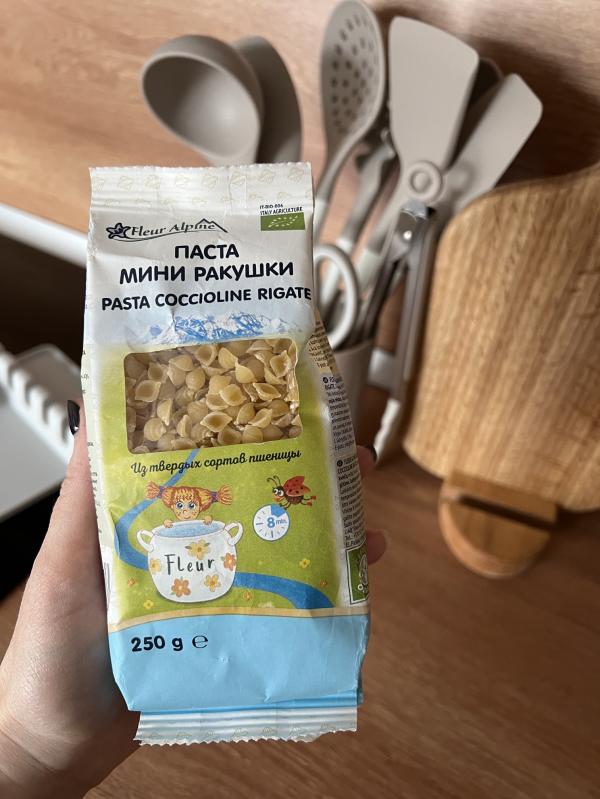 IT-BIO-006
ITALY AGRICULTURE
Fleur Alpine
ПАСТА
МИНИ РАКУШКИ
PASTA COCCIOLINE RIGATE
Из твердых сортов пшеницы
8 min.
Fleur
250 g ℮